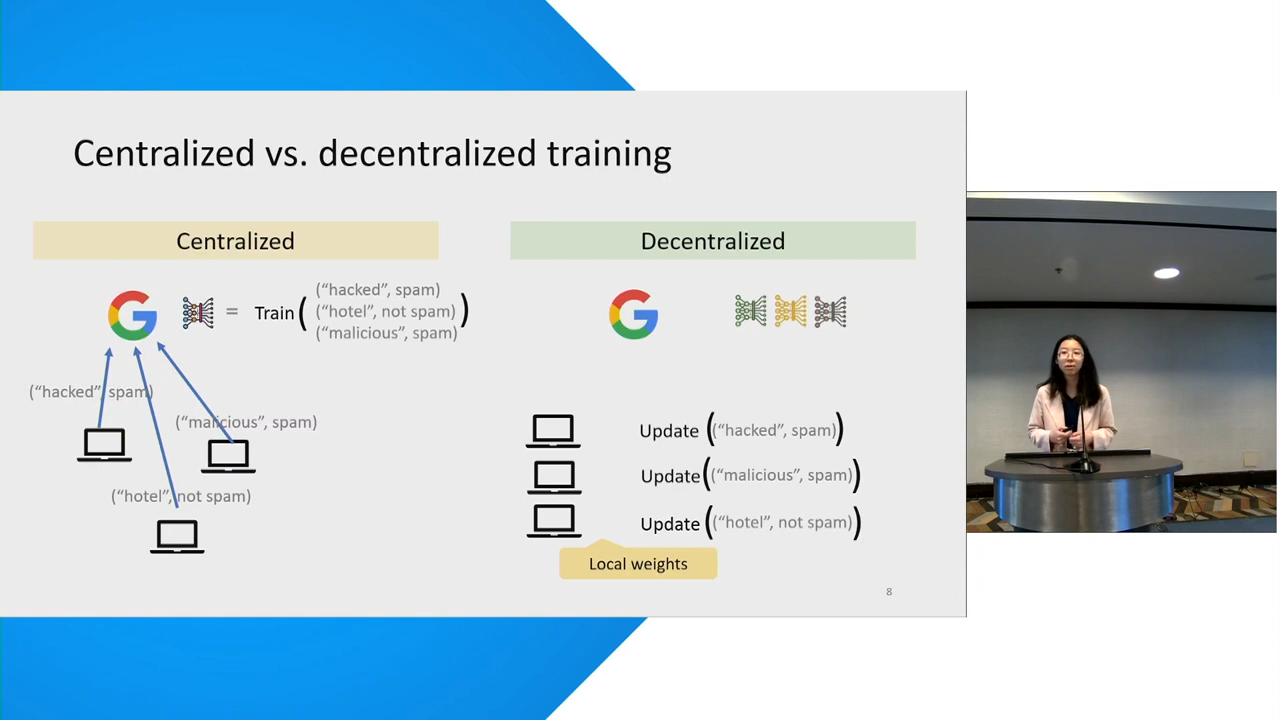 Centralized vs. decentralized training
Centralized
= Train ( ("hacked", spam)
("hotel", not spam)
("malicious", spam) )
("hacked", spam)
("malicious", spam)
("hotel", not spam)
Decentralized
Update (("hacked", spam))
Update (("malicious", spam))
Update (("hotel", not spam))
Local weights
8